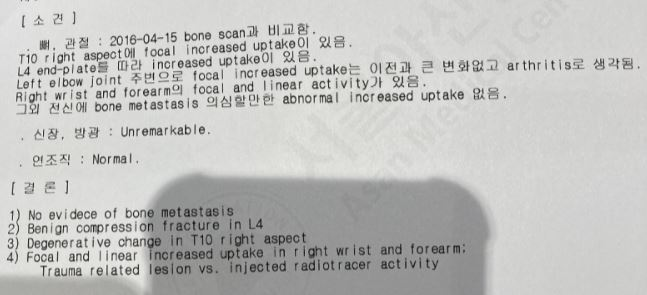 [ 소 견 ]
. 뼈, 관절 : 2016-04-15 bone scan과 비교함.
T10 right aspect에 focal increased uptake이 있음.
L4 end-plate를 따라 increased uptake이 있음.
Left elbow joint 주변으로 focal increased uptake는 이전과 큰 변화없고 arthritis로 생각됨.
Right wrist and forearm의 focal and linear activity가 있음.
그외 전신에 bone metastasis 의심할만한 abnormal increased uptake 없음.
. 신장, 방광 : Unremarkable.
. 연조직 : Normal.
[ 결 론 ]
1) No evidece of bone metastasis
2) Benign compression fracture in L4
3) Degenerative change in T10 right aspect
4) Focal and linear increased uptake in right wrist and forearm;
Trauma related lesion vs. injected radiotracer activity